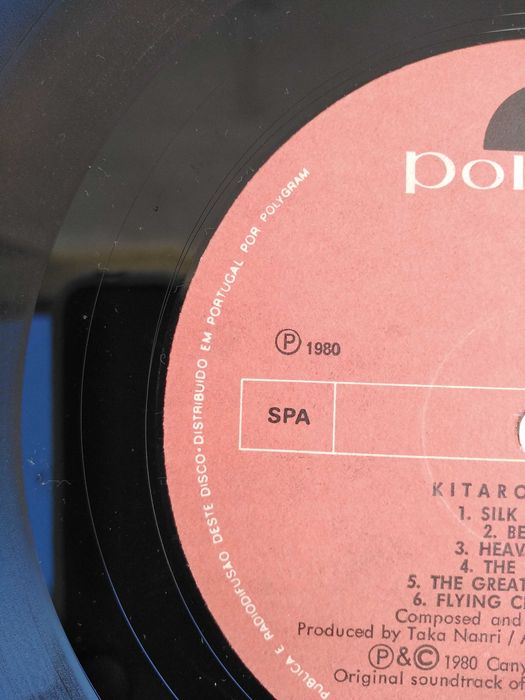 Pol
PUBLICA E RADIODIFUSÃO DESTE DISCO • DISTRIBUIDO EM PORTUGAL POR POLYGRAM
Ⓟ 1980
SPA
KITARO
1. SILK
2. BE
3. HEAV
4. THE
5. THE GREAT
6. FLYING C
Composed and
Produced by Taka Nanri / A
Ⓟ&© 1980 Cany
Original soundtrack of